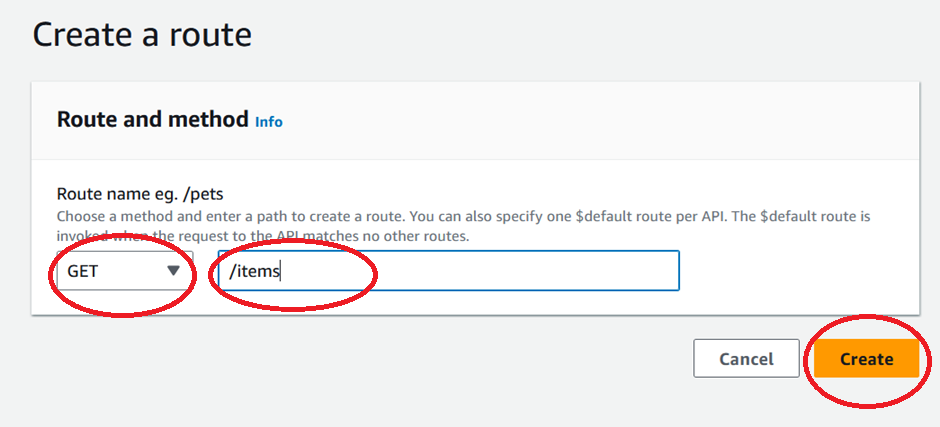 Create a route
Route and method Info
Route name eg. /pets
Choose a method and enter a path to create a route. You can also specify one $default route per API. The $default route is
invoked when the request to the API matches no other routes.
GET /items
Cancel Create